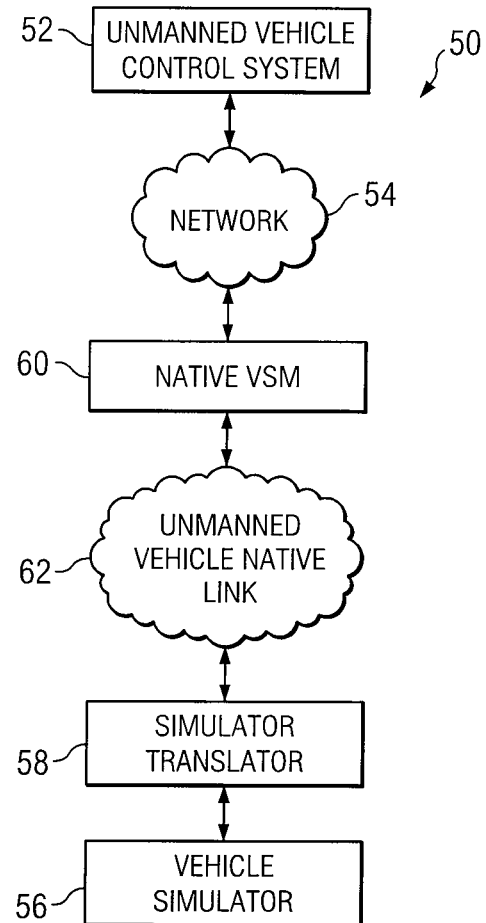 52
UNMANNED VEHICLE
CONTROL SYSTEM
50
NETWORK
54
60
NATIVE VSM
62
UNMANNED
VEHICLE NATIVE
LINK
58
SIMULATOR
TRANSLATOR
56
VEHICLE
SIMULATOR